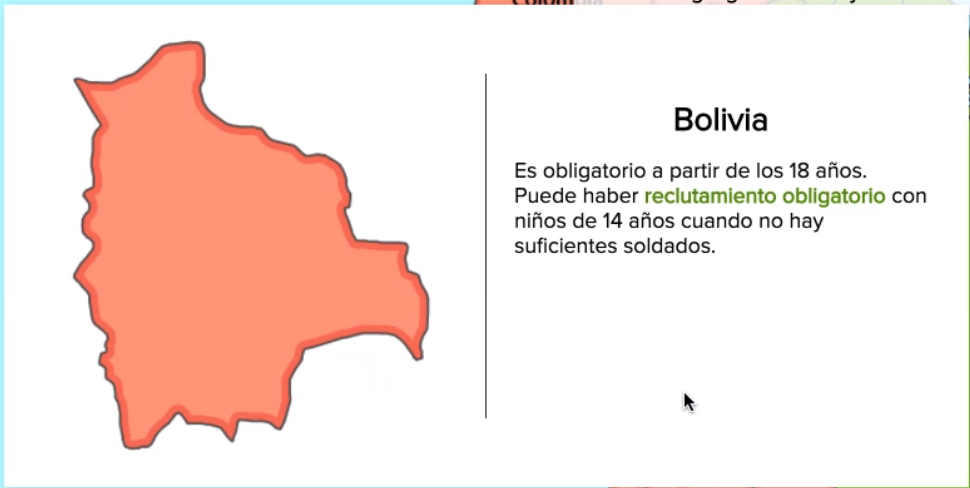 Bolivia
Es obligatorio a partir de los 18 años.
Puede haber reclutamiento obligatorio con
niños de 14 años cuando no hay
suficientes soldados.